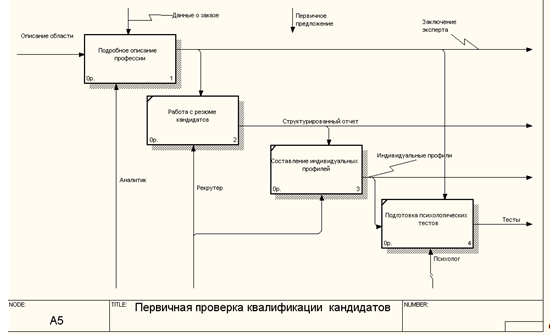 Данные о заказе
Первичное
предложение
Заключение
эксперта
Описание области
Подробное описание
профессии
0р.
1
Работа с резюме
кандидатов
0р.
2
Структурированный отчет
Индивидуальные профили
Составление индивидуальных
профилей
0р.
3
Аналитик
Рекрутер
Подготовка психололических
тестов
0р.
4
Тесты
Психолог
NODE:
TITLE:
NUMBER:
A5
Первичная проверка квалификации кандидатов